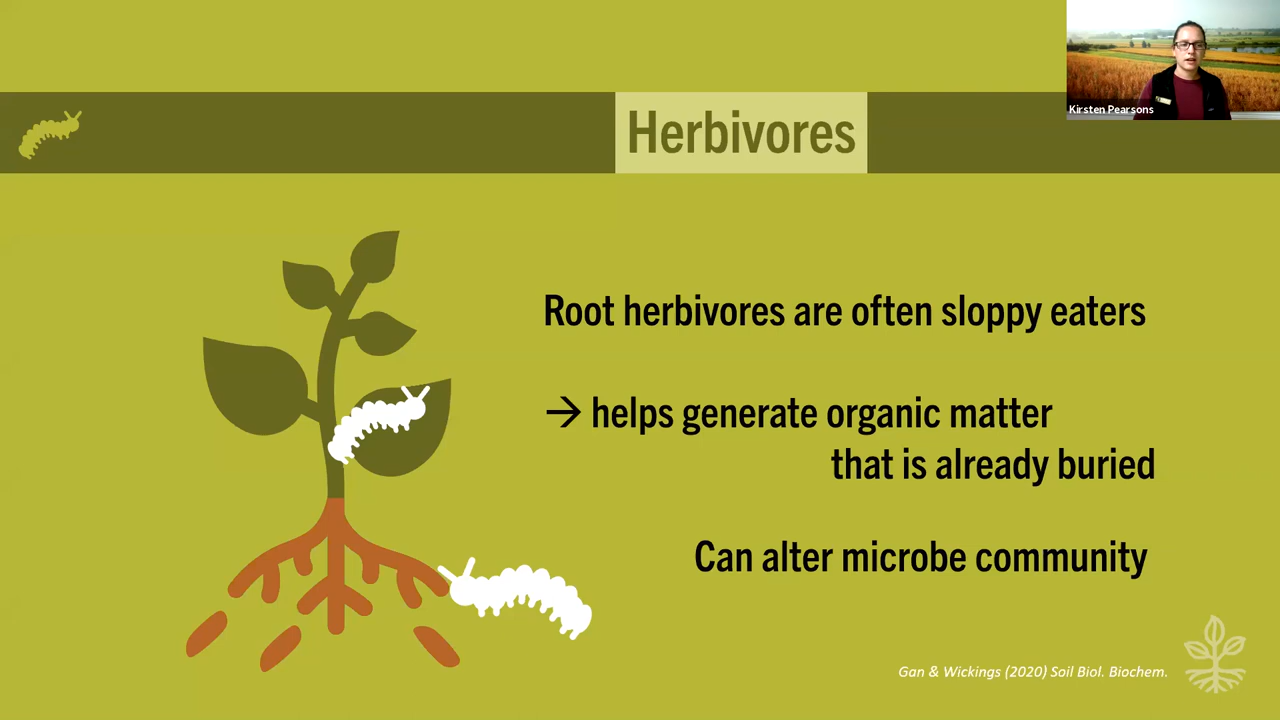 Kirsten Pearsons
Herbivores
Root herbivores are often sloppy eaters
→ helps generate organic matter
that is already buried
Can alter microbe community
Gan & Wickings (2020) Soil Biol. Biochem.